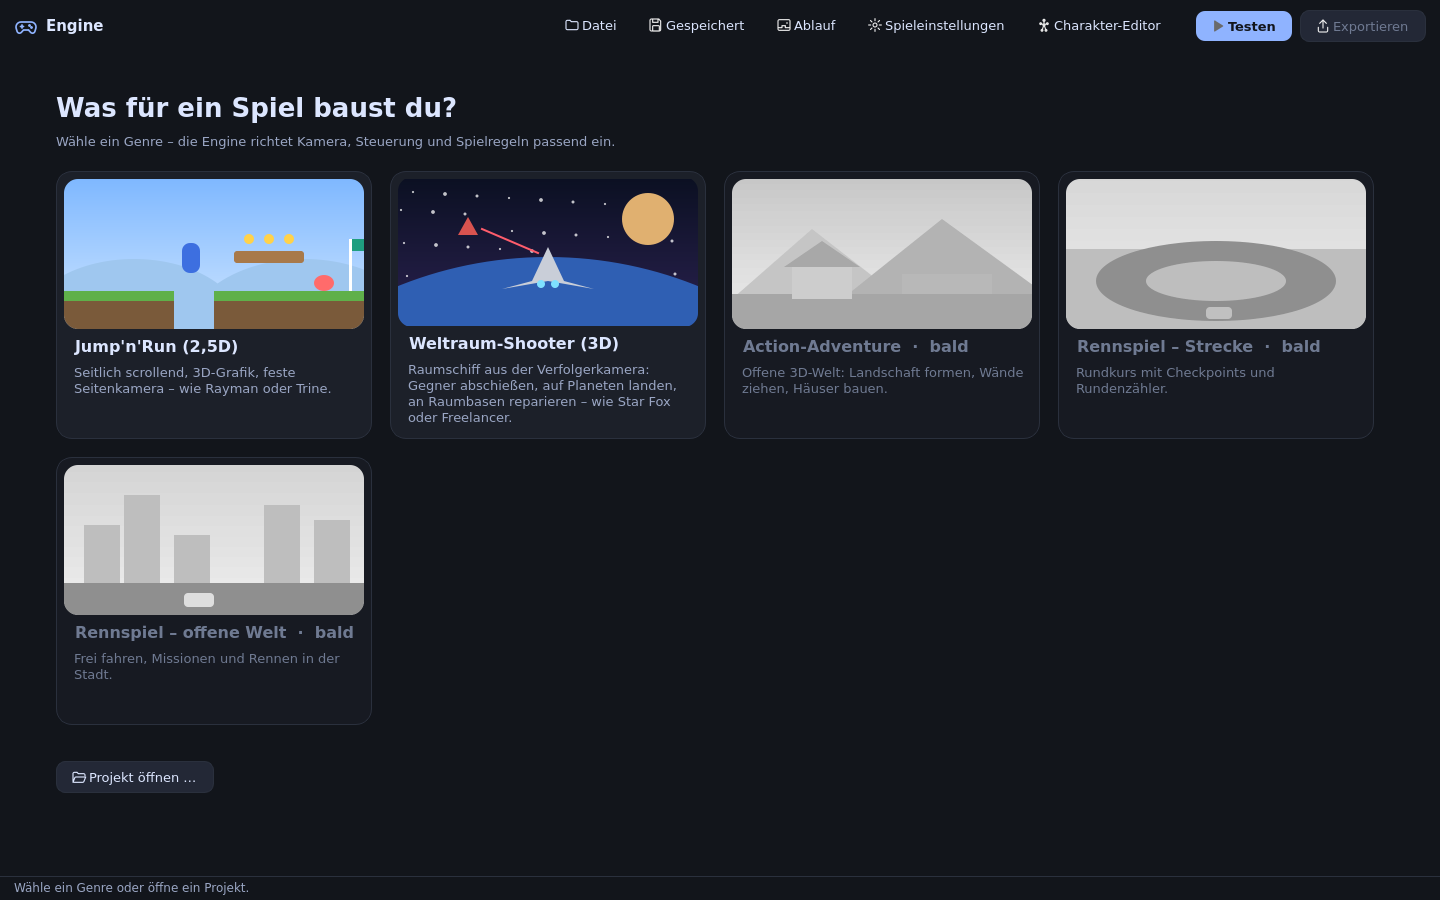 Engine
Datei
Gespeichert
Ablauf
Spieleinstellungen
Charakter-Editor
Testen
Exportieren
Was für ein Spiel baust du?
Wähle ein Genre – die Engine richtet Kamera, Steuerung und Spielregeln passend ein.
Jump'n'Run (2,5D)
Seitlich scrollend, 3D-Grafik, feste
Seitenkamera – wie Rayman oder Trine.
Weltraum-Shooter (3D)
Raumschiff aus der Verfolgerkamera:
Gegner abschießen, auf Planeten landen,
an Raumbasen reparieren – wie Star Fox
oder Freelancer.
Action-Adventure · bald
Offene 3D-Welt: Landschaft formen, Wände
ziehen, Häuser bauen.
Rennspiel – Strecke · bald
Rundkurs mit Checkpoints und
Rundenzähler.
Rennspiel – offene Welt · bald
Frei fahren, Missionen und Rennen in der
Stadt.
Projekt öffnen ...
Wähle ein Genre oder öffne ein Projekt.